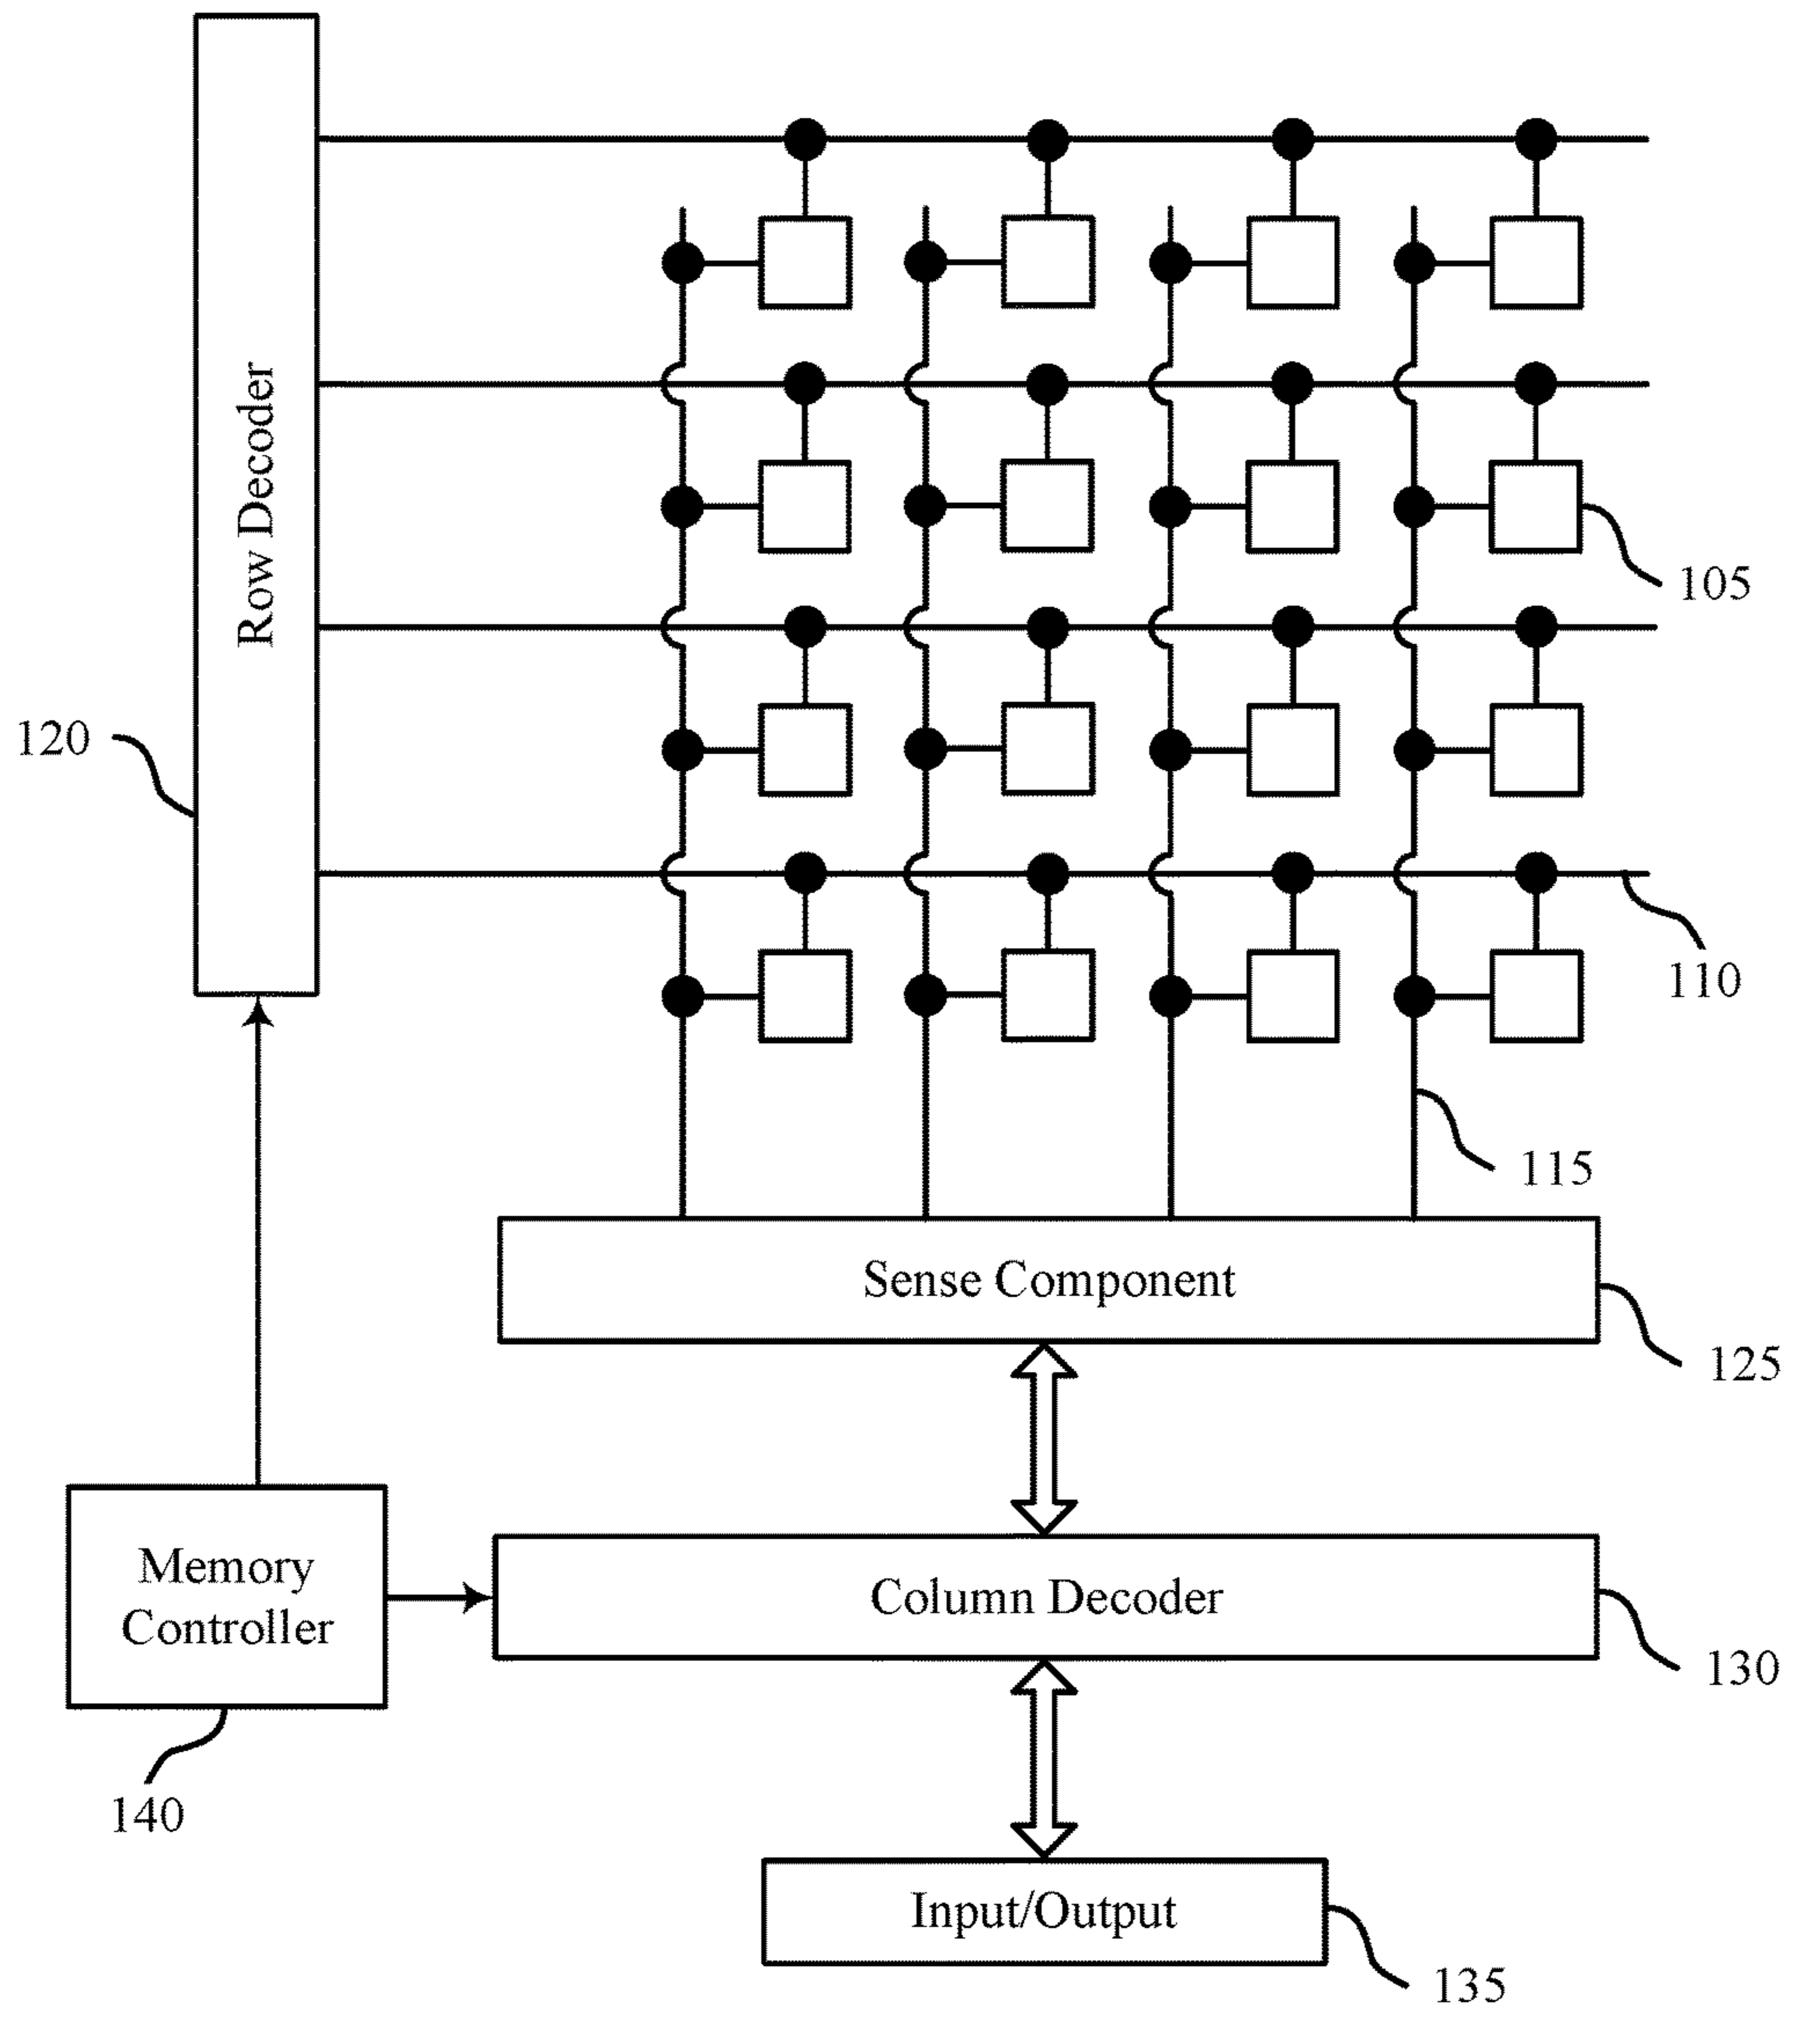 Row Decoder
105
120
110
115
Sense Component
125
Memory
Controller
Column Decoder
130
140
Input/Output
135